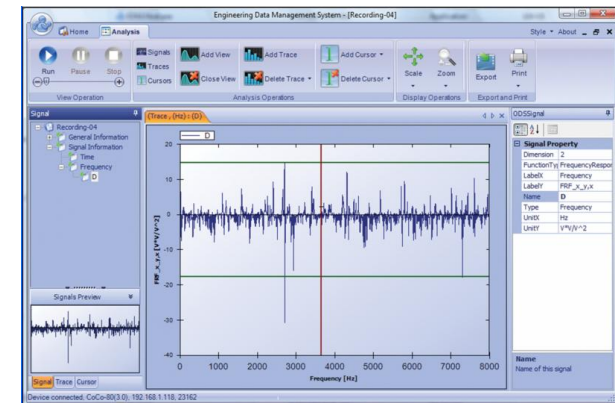 Engineering Data Management System - [Recording-04]
Home Analysis Style About
Run Pause Stop
View Operation
Signals
Traces
Cursors
Add View
Close View
Add Trace
Delete Trace
Add Cursor
Delete Cursor
Analysis Operations
Scale Zoom
Display Operations
Export Print
Export and Print
Signal
Recording-04
General Information
Signal Information
Time
Frequency
D
Signals Preview
Signal Trace Cursor
(Trace, (Hz)::(D)
D
20
10
0
-10
-20
-30
-40
FRF_x_y,x [V*V/V^2]
0 1000 2000 3000 4000 5000 6000 7000 8000
Frequency [Hz]
ODSSignal
Signal Property
Dimension 2
FunctionTy FrequencyRespor
LabelX Frequency
LabelY FRF_x_y,x
Name D
Type Frequency
UnitX Hz
UnitY V*V/V^2
Name
Name of this signal
Device connected. CoCo-80(3.0), 192.168.1.118, 23162